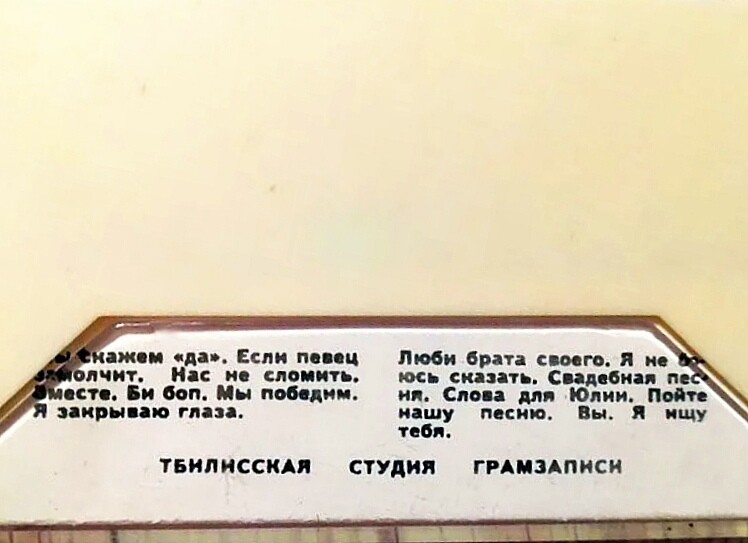 скажем «да». Если певец
замолчит. Нас не сломить.
Вместе. Би боп. Мы победим.
Я закрываю глаза.
Люби брата своего. Я не бо-
юсь сказать. Свадебная пес-
ня. Слова для Юлии. Пойте
нашу песню. Вы. Я ищу
тебя.
ТБИЛИССКАЯ СТУДИЯ ГРАМЗАПИСИ